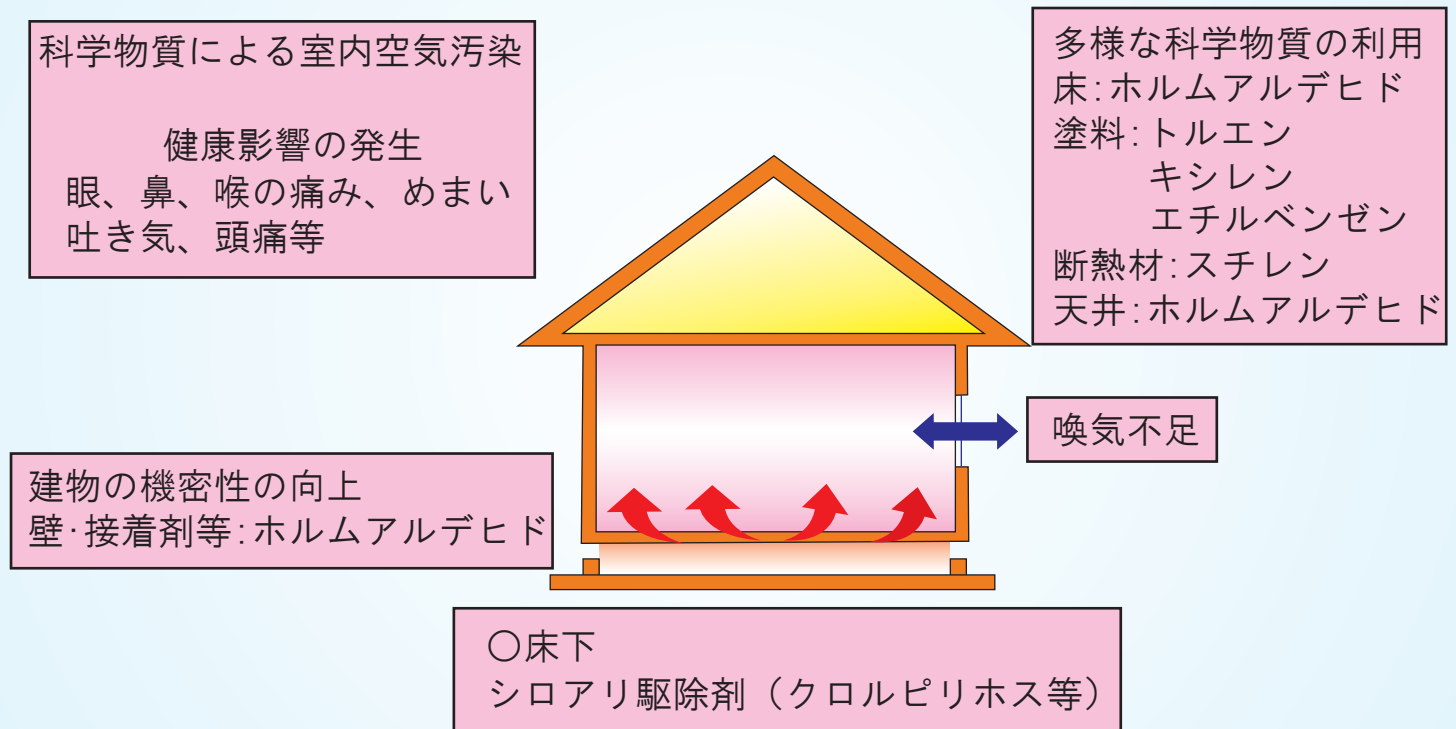 科学物質による室内空気汚染
健康影響の発生
眼、鼻、喉の痛み、めまい
吐き気、頭痛等
多様な科学物質の利用
床:ホルムアルデヒド
塗料:トルエン
キシレン
エチルベンゼン
断熱材:スチレン
天井:ホルムアルデヒド
喚気不足
建物の機密性の向上
壁·接着剤等:ホルムアルデヒド
〇床下
シロアリ駆除剤（クロルピリホス等）